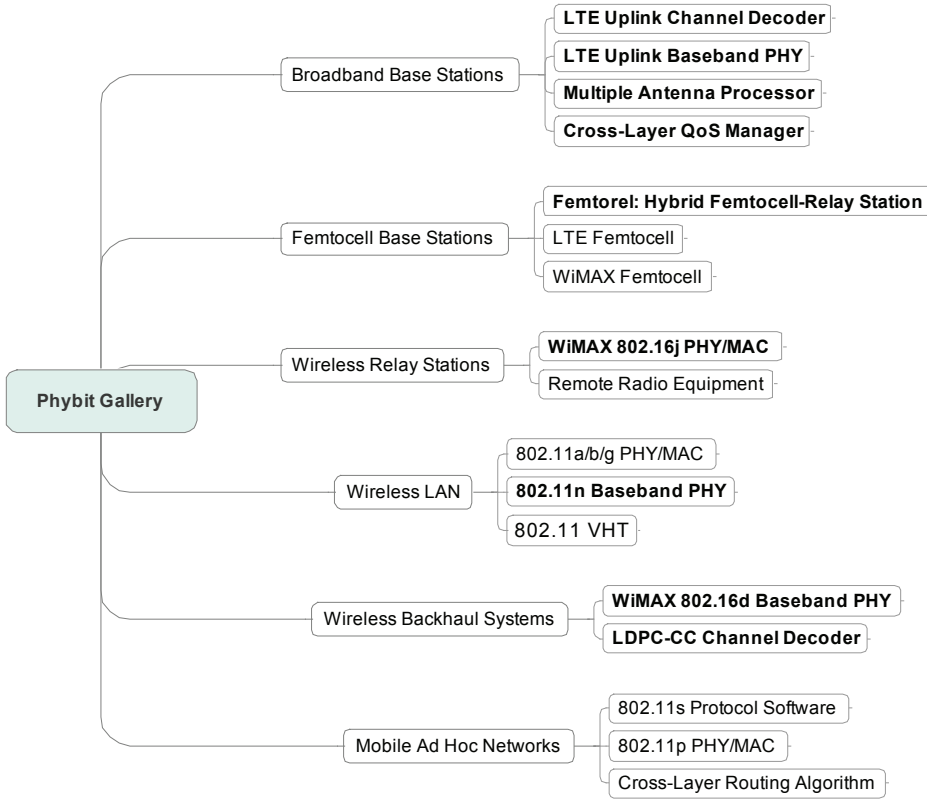 Phybit Gallery
Broadband Base Stations
LTE Uplink Channel Decoder
LTE Uplink Baseband PHY
Multiple Antenna Processor
Cross-Layer QoS Manager
Femtocell Base Stations
Femtorel: Hybrid Femtocell-Relay Station
LTE Femtocell
WiMAX Femtocell
Wireless Relay Stations
WiMAX 802.16j PHY/MAC
Remote Radio Equipment
Wireless LAN
802.11a/b/g PHY/MAC
802.11n Baseband PHY
802.11 VHT
Wireless Backhaul Systems
WiMAX 802.16d Baseband PHY
LDPC-CC Channel Decoder
Mobile Ad Hoc Networks
802.11s Protocol Software
802.11p PHY/MAC
Cross-Layer Routing Algorithm